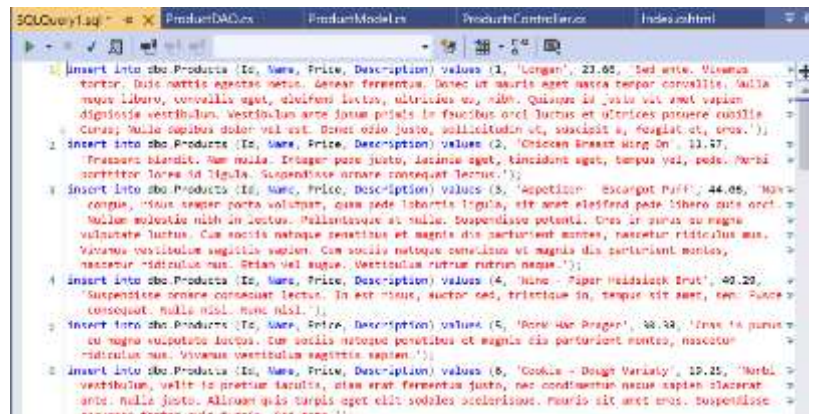 SQLQuery1.sql* ProductDAO.cs ProductModel.cs ProductsController.cs Index.cshtml
1 insert into dbo.Products (Id, Name, Price, Description) values (1, 'Longan', 23.66, 'Sed ante. Vivamus
tortor. Duis mattis egestas metus. Aenean fermentum. Donec ut mauris eget massa tempor convallis. Nulla
neque libero, convallis eget, eleifend luctus, ultricies eu, nibh. Quisque id justo sit amet sapien
dignissim vestibulum. Vestibulum ante ipsum primis in faucibus orci luctus et ultrices posuere cubilia
Curae; Nulla dapibus dolor vel est. Donec odio justo, sollicitudin ut, suscipit a, feugiat et, eros.');
2 insert into dbo.Products (Id, Name, Price, Description) values (2, 'Chicken Breast Wing On',
'Praesent blandit. Nam nulla. Integer pede justo, lacinia eget, tincidunt eget, tempus vel, pede. Morbi
porttitor lorem id ligula. Suspendisse ornare consequat lectus.');
3 insert into dbo.Products (Id, Name, Price, Description) values (3, 'Appetizer - Escargot Puff', 44.06, 'Nam
congue, risus semper porta volutpat, quam pede lobortis ligula, sit amet eleifend pede libero quis orci.
Nullam molestie nibh in lectus. Pellentesque at nulla. Suspendisse potenti. Cras in purus eu magna
vulputate luctus. Cum sociis natoque penatibus et magnis dis parturient montes, nascetur ridiculus mus.
Vivamus vestibulum sagittis sapien. Cum sociis natoque penatibus et magnis dis parturient montes,
nascetur ridiculus mus. Etiam vel augue. Vestibulum rutrum rutrum neque.');
4 insert into dbo.Products (Id, Name, Price, Description) values (4, 'Wine - Piper Heidsieck Brut', 40.29,
'Suspendisse ornare consequat lectus. In est risus, auctor sed, tristique in, tempus sit amet, sem. Fusce
consequat. Nulla nisl. Nunc nisl.');
5 insert into dbo.Products (Id, Name, Price, Description) values (5, 'Pork Ham Prager', 'Cras in purus
eu magna vulputate luctus. Cum sociis natoque penatibus et magnis dis parturient montes, nascetur
ridiculus mus. Vivamus vestibulum sagittis sapien.');
6 insert into dbo.Products (Id, Name, Price, Description) values (6, 'Cookie - Dough Variety', 19.25, 'Morbi
vestibulum, velit id pretium iaculis, diam erat fermentum justo, nec condimentum neque sapien placerat
ante. Nulla justo. Aliquam quis turpis eget elit sodales scelerisque. Mauris sit amet eros. Suspendisse